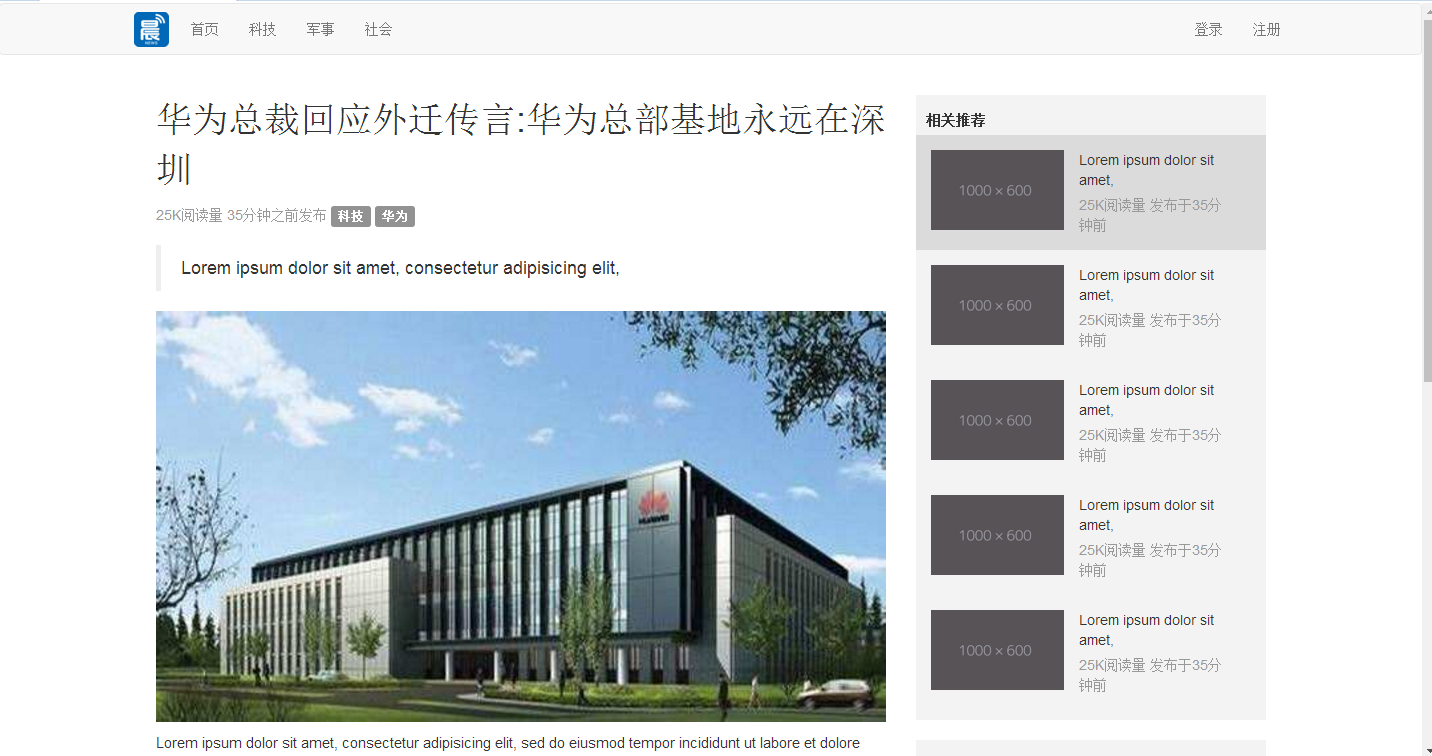 晨
NEWS
首页 科技 军事 社会 登录 注册
华为总裁回应外迁传言:华为总部基地永远在深
圳
25K阅读量 35分钟之前发布 科技 华为
Lorem ipsum dolor sit amet, consectetur adipisicing elit,
HUAWEI
Lorem ipsum dolor sit amet, consectetur adipisicing elit, sed do eiusmod tempor incididunt ut labore et dolore
相关推荐
1000 × 600
Lorem ipsum dolor sit
amet,
25K阅读量 发布于35分
钟前
1000 × 600
Lorem ipsum dolor sit
amet,
25K阅读量 发布于35分
钟前
1000 × 600
Lorem ipsum dolor sit
amet,
25K阅读量 发布于35分
钟前
1000 × 600
Lorem ipsum dolor sit
amet,
25K阅读量 发布于35分
钟前
1000 × 600
Lorem ipsum dolor sit
amet,
25K阅读量 发布于35分
钟前